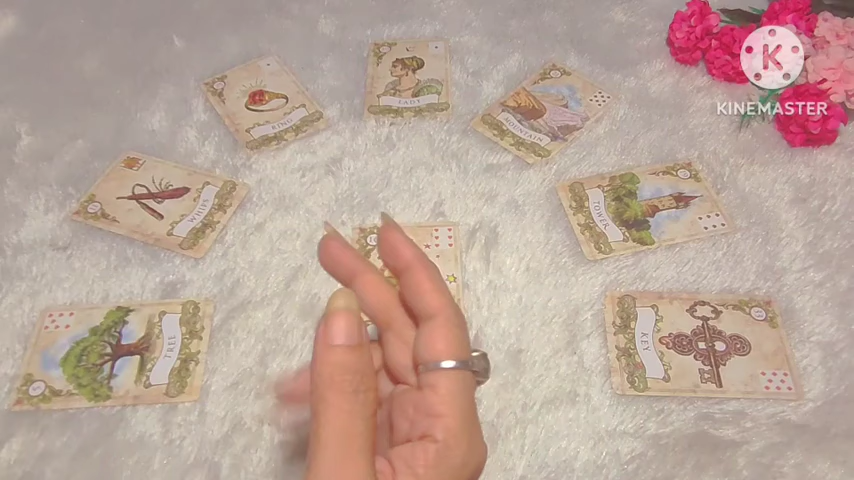 K
KINEMASTER
LADY
RING
MOUNTAIN
WHIPS
TOWER
TREE
KEY